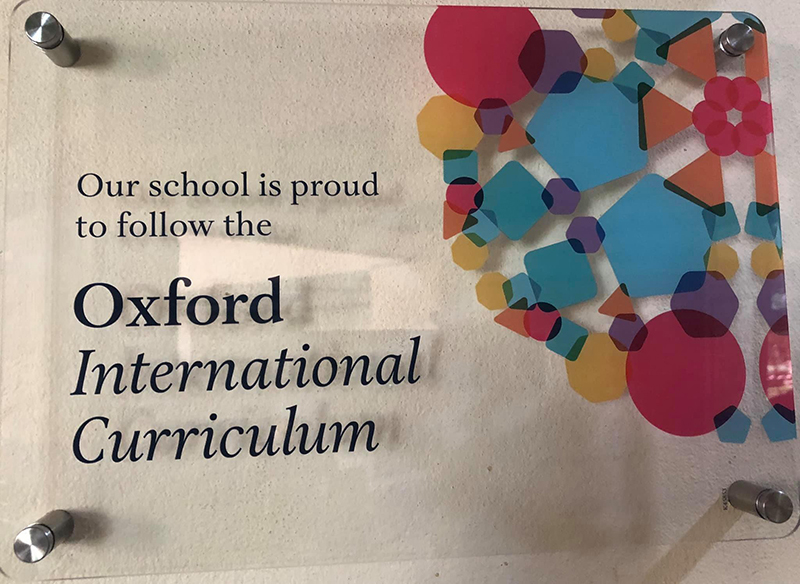 Our school is proud
to follow the
Oxford
International
Curriculum